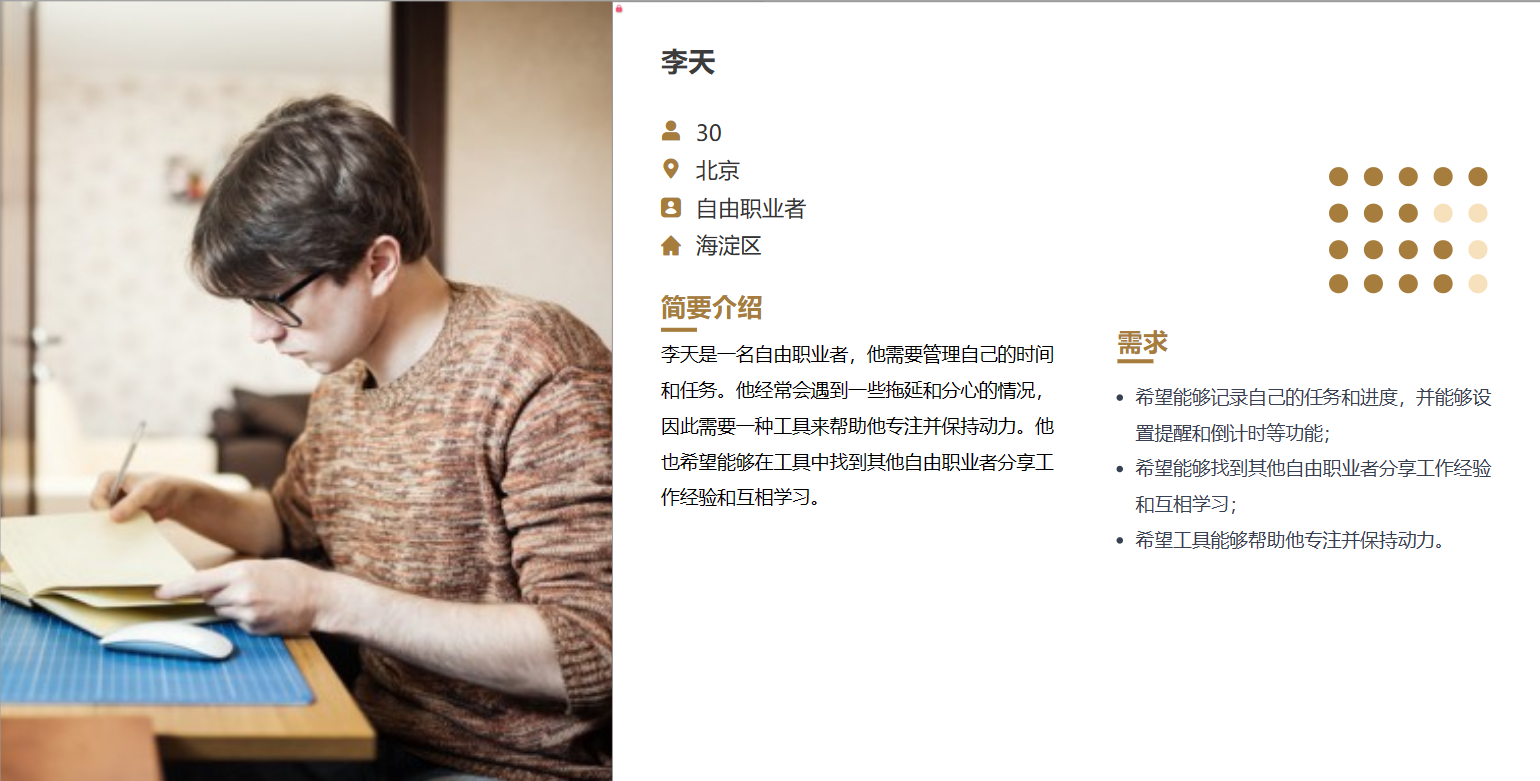 李天
30
北京
自由职业者
海淀区
简要介绍
李天是一名自由职业者，他需要管理自己的时间
和任务。他经常会遇到一些拖延和分心的情况，
因此需要一种工具来帮助他专注并保持动力。他
也希望能够在工具中找到其他自由职业者分享工
作经验和互相学习。
需求
• 希望能够记录自己的任务和进度，并能够设
置提醒和倒计时等功能；
• 希望能够找到其他自由职业者分享工作经验
和互相学习；
• 希望工具能够帮助他专注并保持动力。